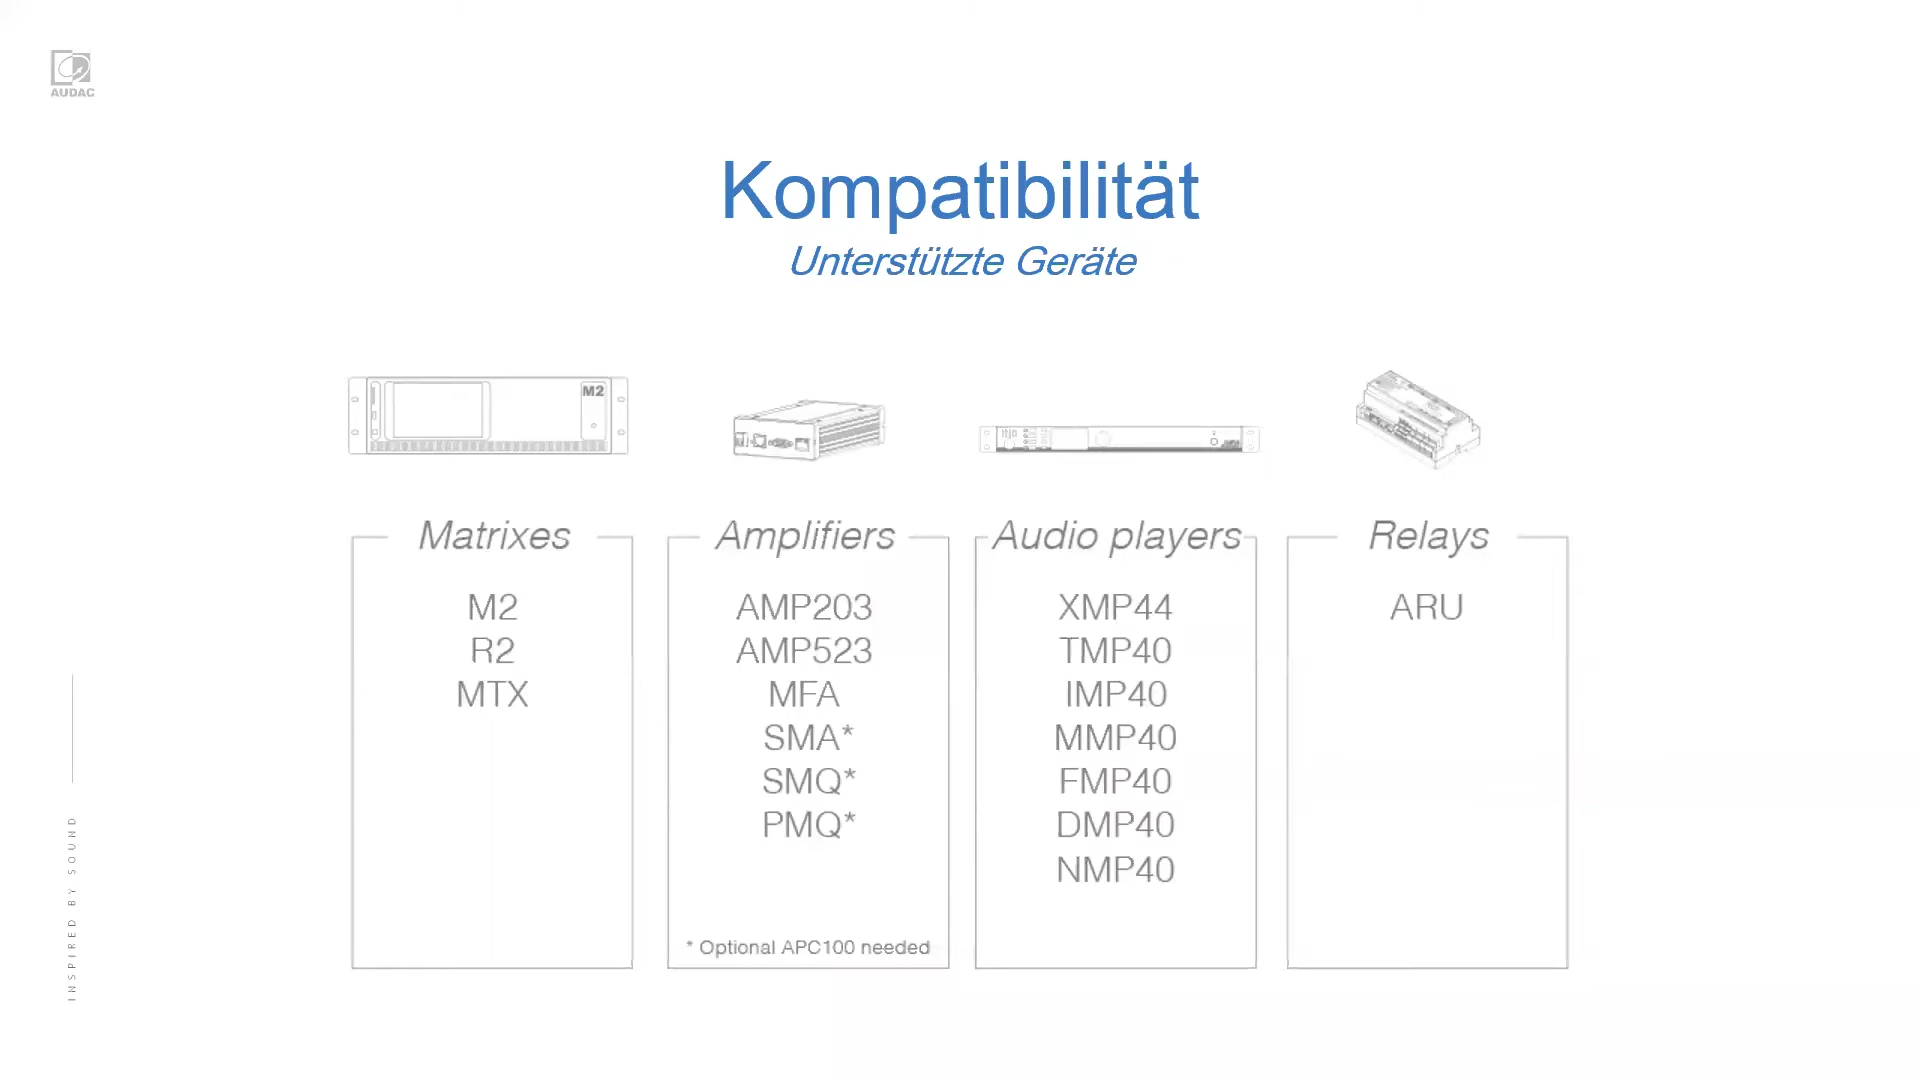 AUDAC
Kompatibilität
Unterstützte Geräte
M2
Matrixes
M2
R2
MTX
Amplifiers
AMP203
AMP523
MFA
SMA*
SMQ*
PMQ*
* Optional APC100 needed
Audio players
XMP44
TMP40
IMP40
MMP40
FMP40
DMP40
NMP40
Relays
ARU
INSPIRED BY SOUND